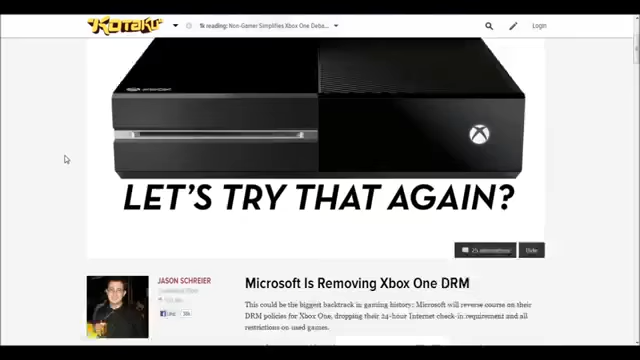 KOTAKU
reading: Non-Gamer Simplifies Xbox One Deba...
Login
LET'S TRY THAT AGAIN?
Hide
JASON SCHREIER
Like
Microsoft Is Removing Xbox One DRM
This could be the biggest backtrack in gaming history: Microsoft will reverse course on their
DRM policies for Xbox One, dropping their 24-hour Internet check-in requirement and all
restrictions on used games.